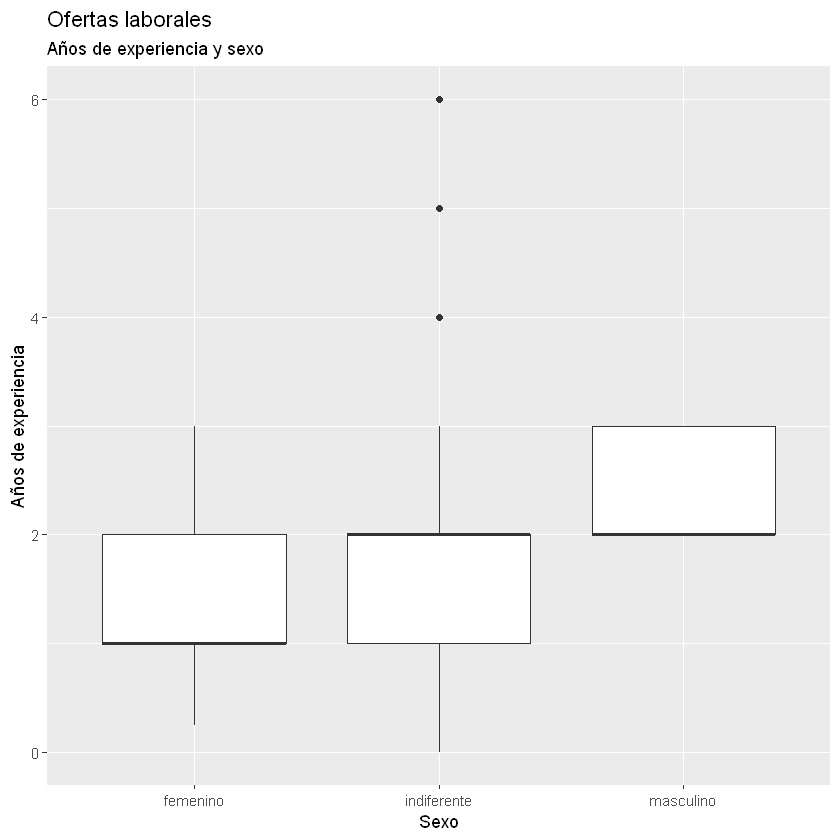 Ofertas laborales
Años de experiencia y sexo
6
4
2
0
Años de experiencia
femenino indiferente masculino
Sexo